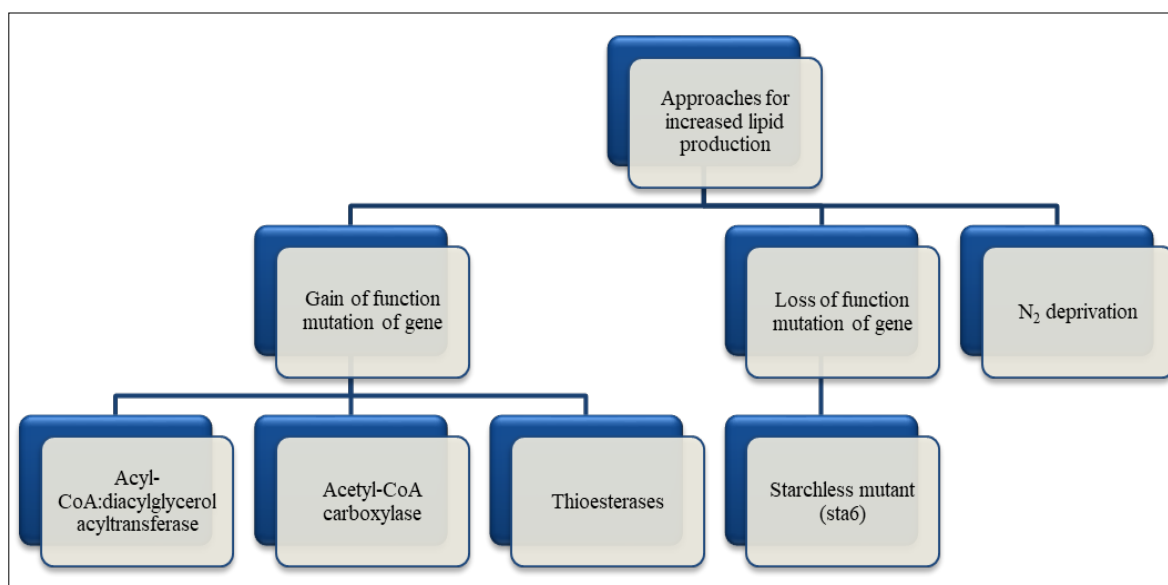 Approaches for
increased lipid
production
Gain of function
mutation of gene
Loss of function
mutation of gene
N₂ deprivation
Acyl-
CoA:diacylglycerol
acyltransferase
Acetyl-CoA
carboxylase
Thioesterases
Starchless mutant
(sta6)